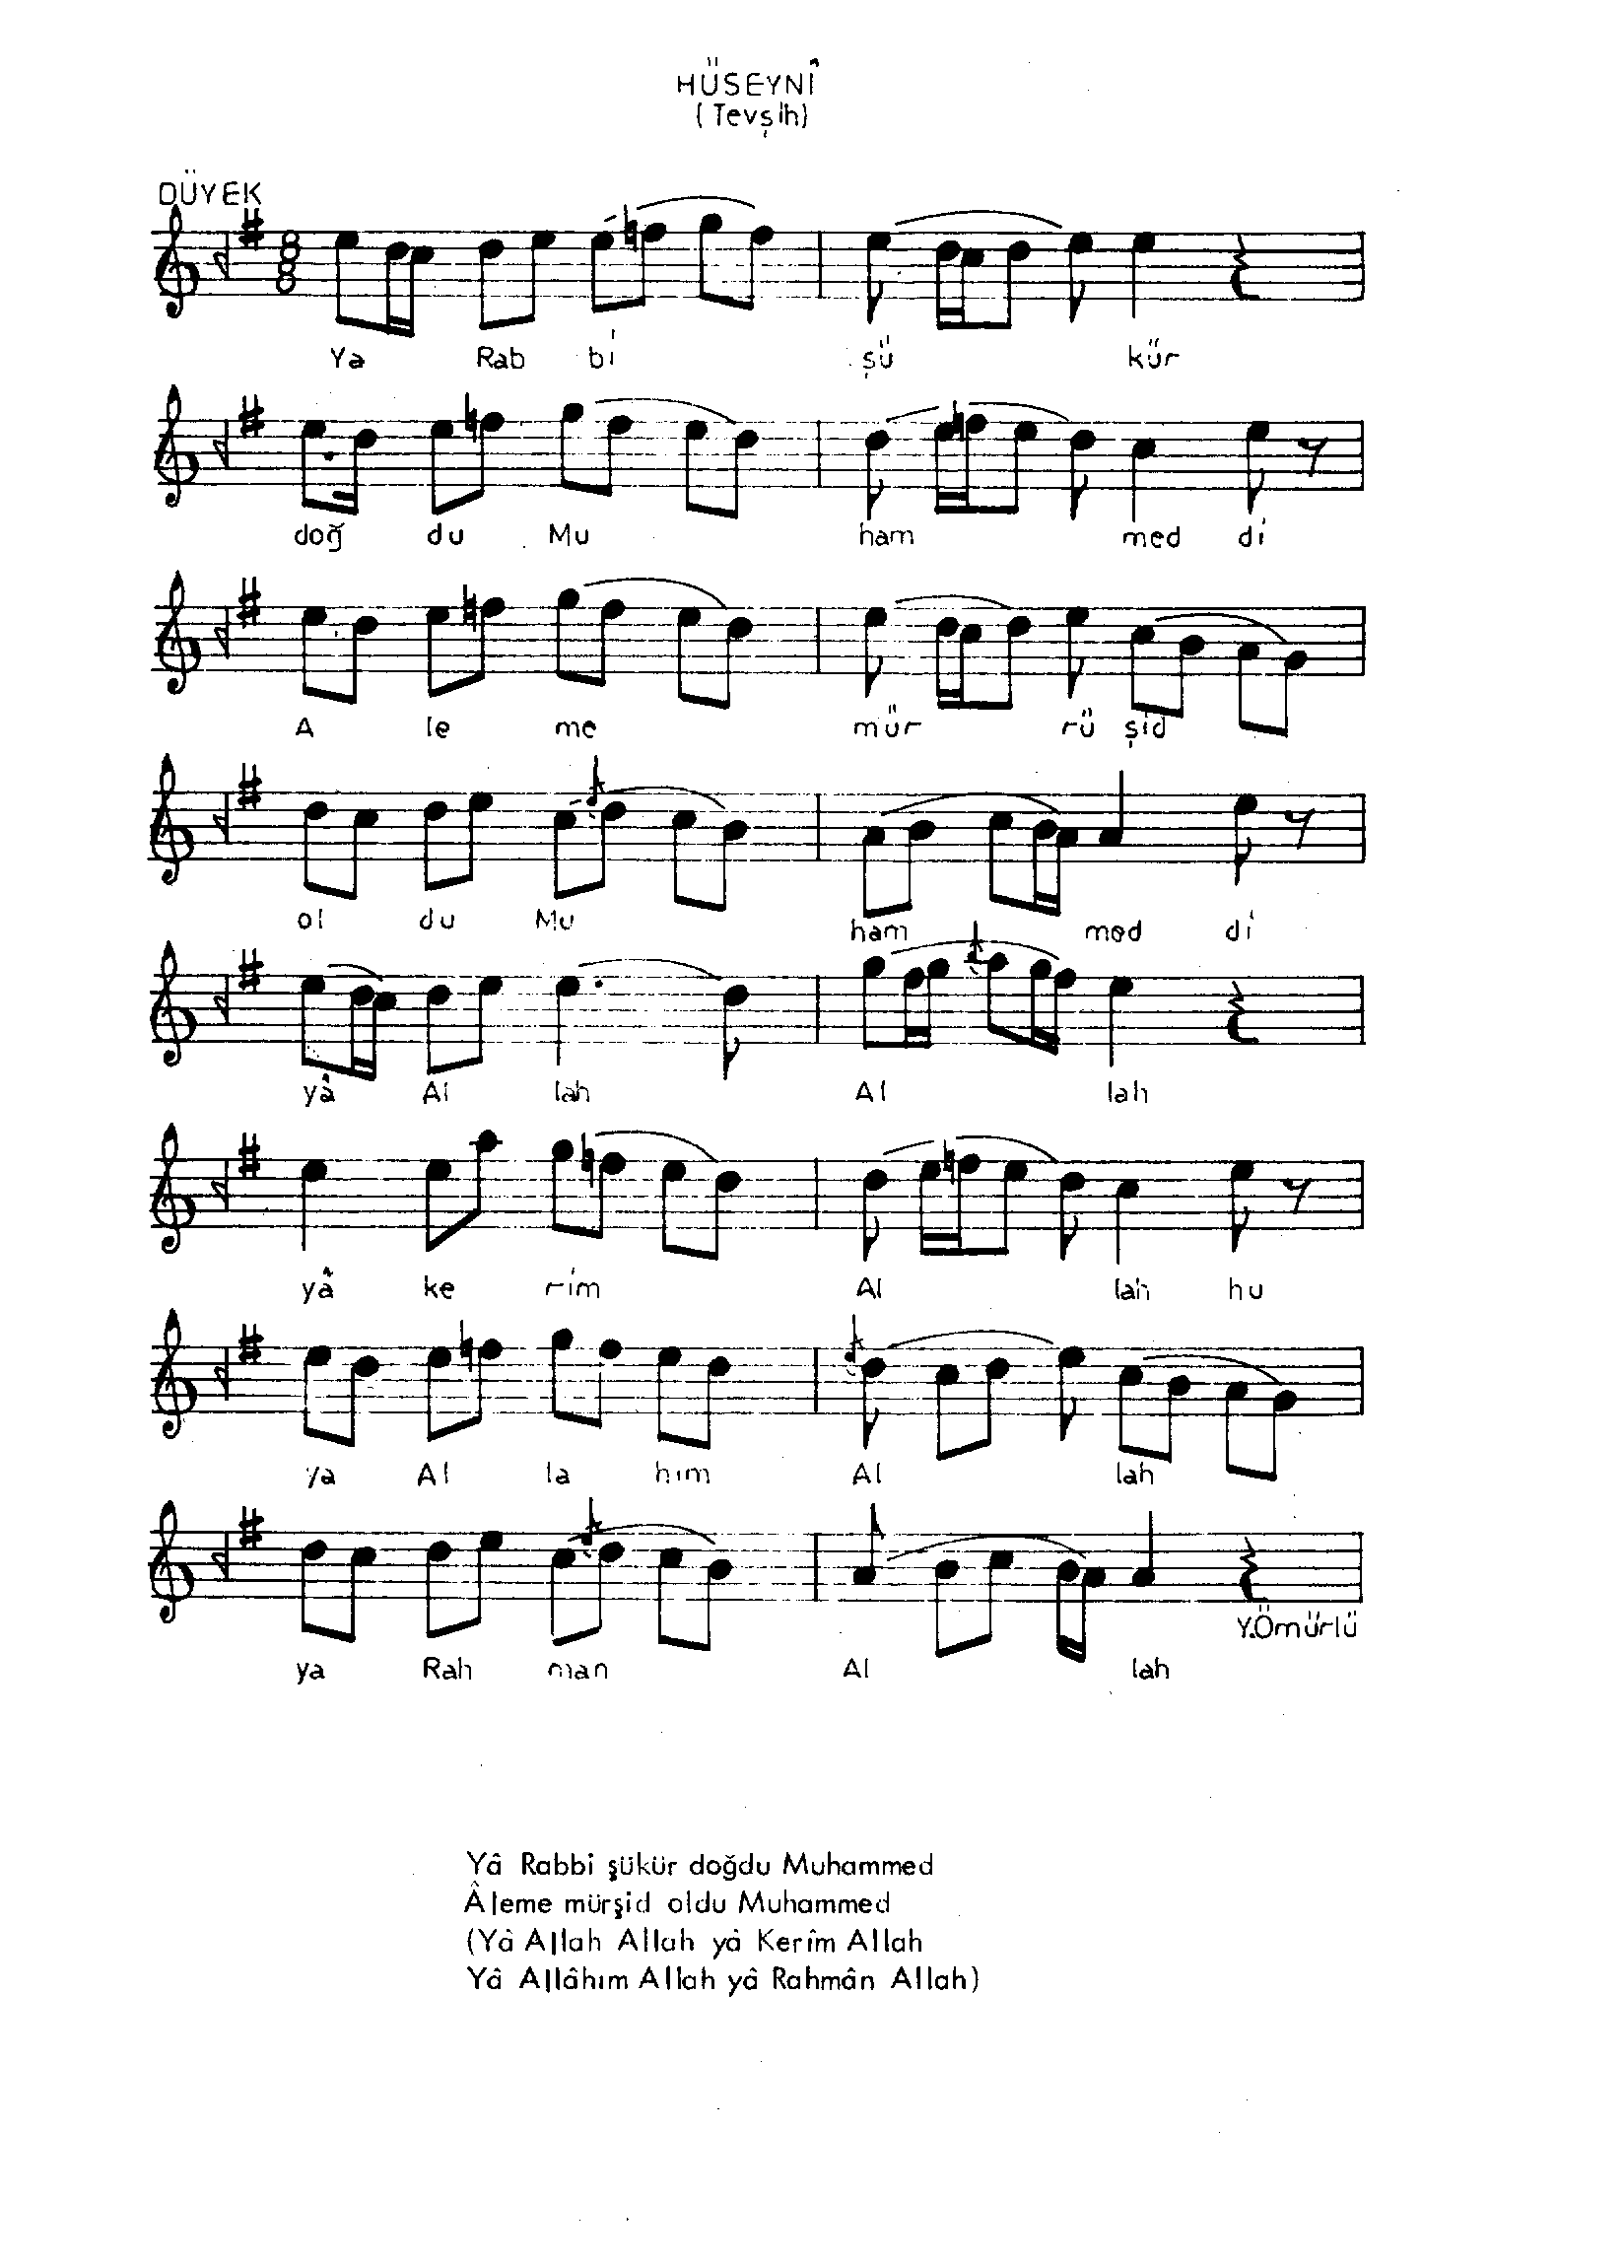 HÜSEYNÎ
(Tevşih)
DÜYEK
8
8
Ya Rab bi şü kür
doğ du Mu ham med di
A le me mür rü şid
ol du Mu ham med di
yâ Al lah Al lah
yâ ke rim Al lah hu
ya Al la hım Al lah
Y.Ömürlü
ya Rah man Al lah
Yâ Rabbi şükür doğdu Muhammed
Âleme mürşid oldu Muhammed
(Yâ Allah Allah yâ Kerîm Allah
Yâ Allâhım Allah yâ Rahmân Allah)